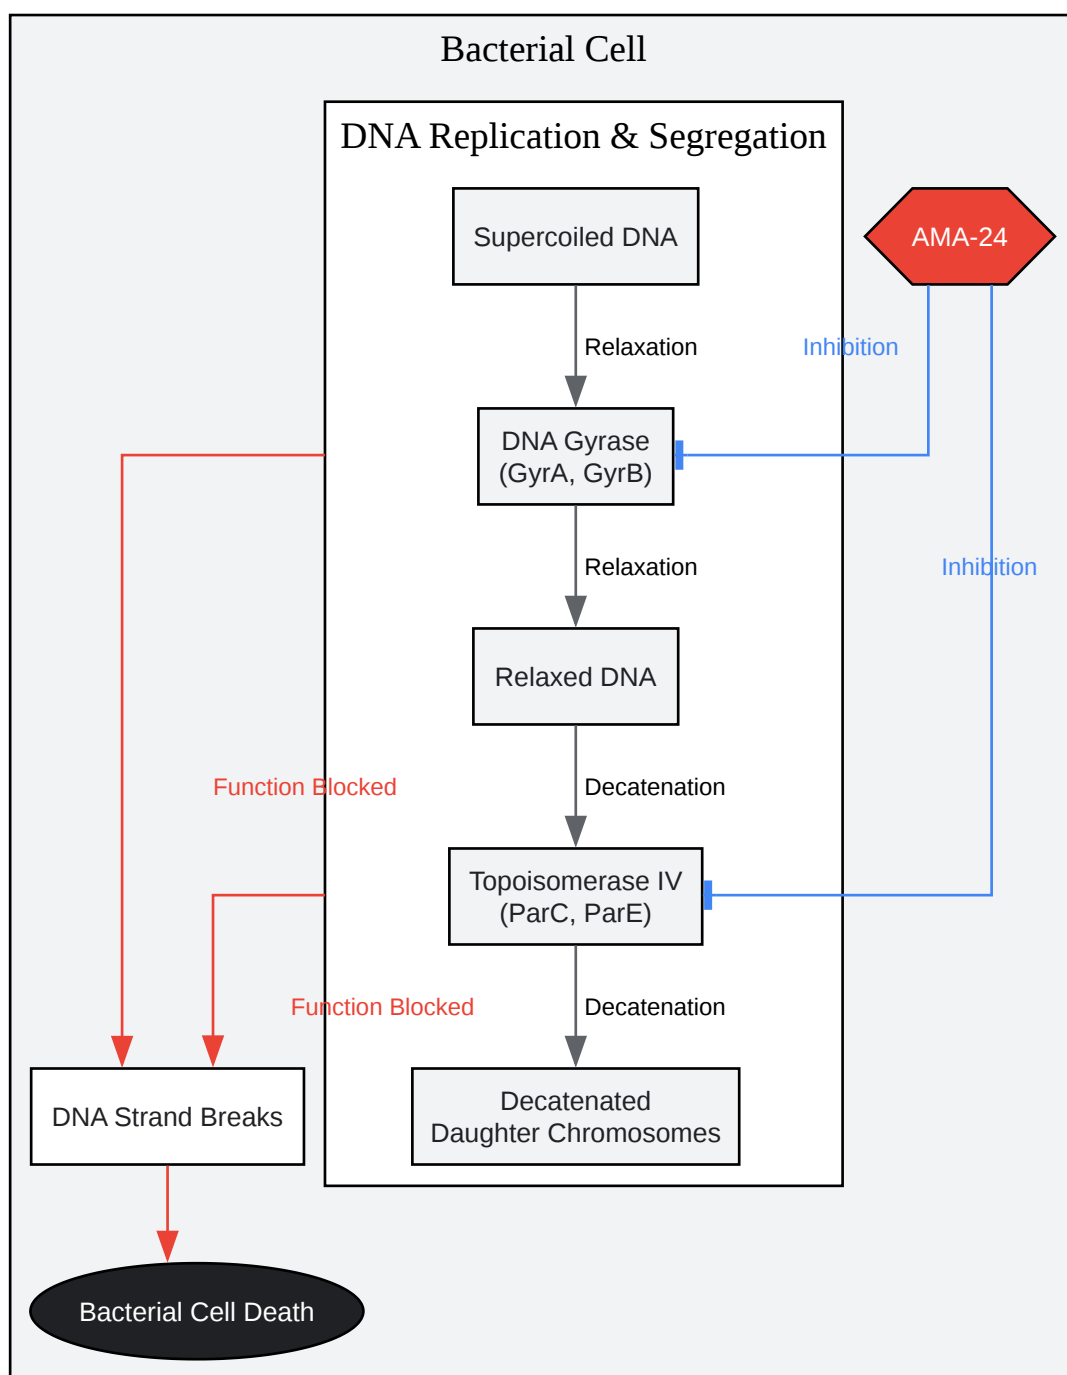 Bacterial Cell
DNA Replication & Segregation
Supercoiled DNA
AMA-24
Relaxation
Inhibition
DNA Gyrase
(GyrA, GyrB)
Relaxation
Inhibition
Relaxed DNA
Function Blocked
Decatenation
Topoisomerase IV
(ParC, ParE)
Function Blocked
Decatenation
DNA Strand Breaks
Decatenated
Daughter Chromosomes
Bacterial Cell Death